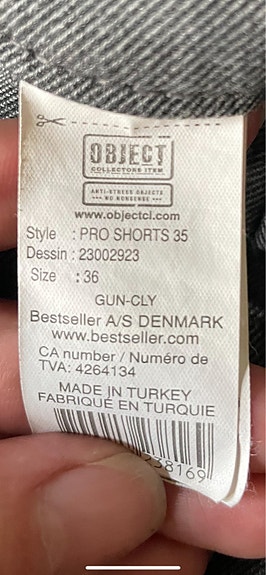 OBJECT
COLLECTORS ITEM
ANTI-STRESS OBJECTS
NO NONSENSE
www.objectcl.com
Style : PRO SHORTS 35
Dessin : 23002923
Size : 36
GUN-CLY
Bestseller A/S DENMARK
www.bestseller.com
CA number / Numéro de
TVA: 4264134
MADE IN TURKEY
FABRIQUÉ EN TURQUIE
238169